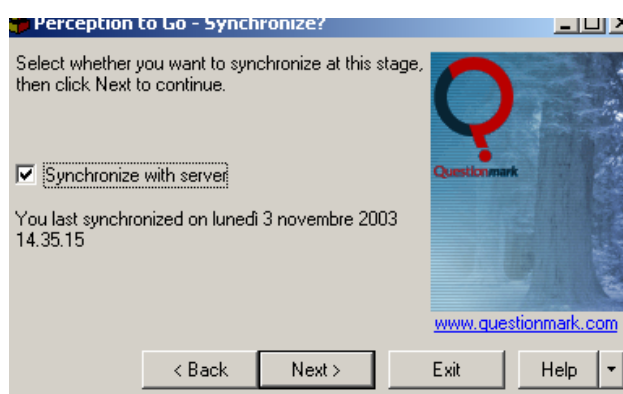 Perception to Go - Synchronize?
Select whether you want to synchronize at this stage,
then click Next to continue.
Synchronize with server
Questionmark
You last synchronized on lunedì 3 novembre 2003
14.35.15
www.questionmark.com
< Back
Next >
Exit
Help